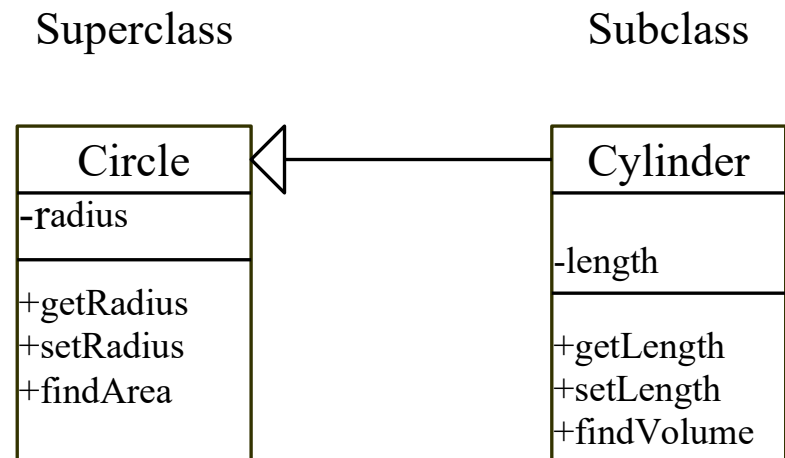 Superclass
Subclass
Circle
-radius
+getRadius
+setRadius
+findArea
Cylinder
-length
+getLength
+setLength
+findVolume